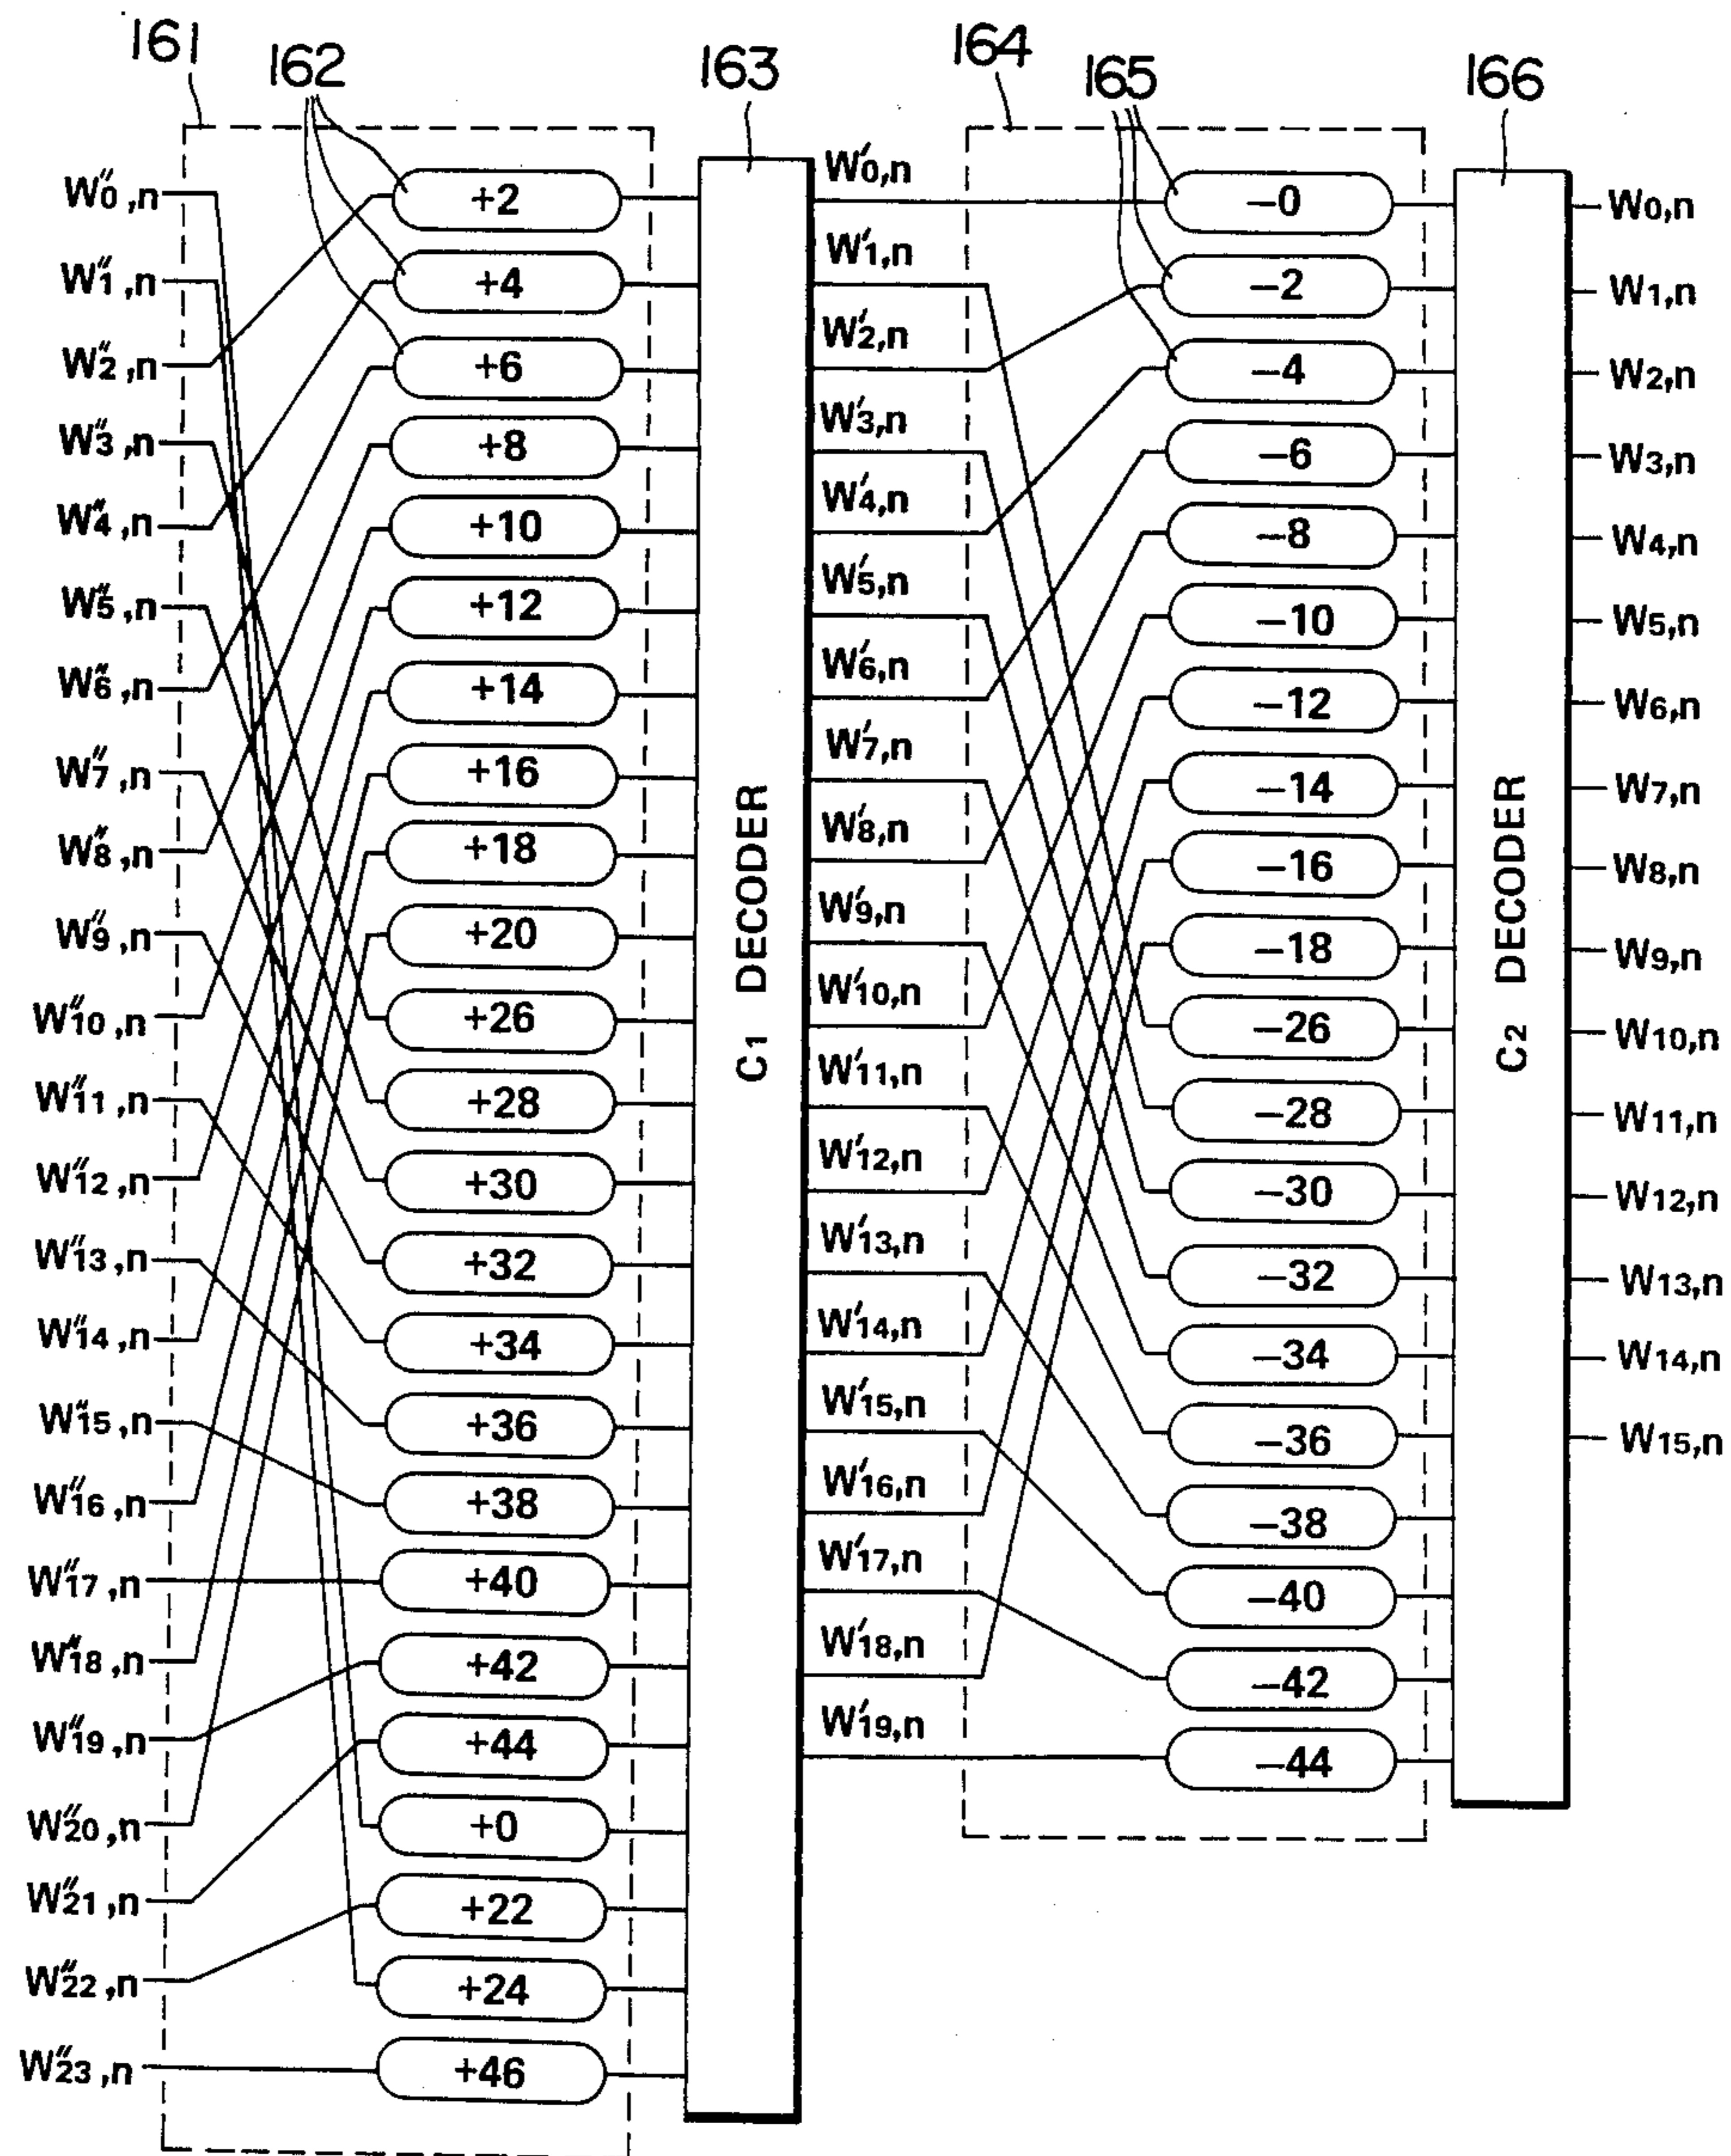 161
162
163
164
165
166
W″0,n
W″1,n
W″2,n
W″3,n
W″4,n
W″5,n
W″6,n
W″7,n
W″8,n
W″9,n
W″10,n
W″11,n
W″12,n
W″13,n
W″14,n
W″15,n
W″16,n
W″17,n
W″18,n
W″19,n
W″20,n
W″21,n
W″22,n
W″23,n
+2
+4
+6
+8
+10
+12
+14
+16
+18
+20
+26
+28
+30
+32
+34
+36
+38
+40
+42
+44
+0
+22
+24
+46
C1 DECODER
W′0,n
W′1,n
W′2,n
W′3,n
W′4,n
W′5,n
W′6,n
W′7,n
W′8,n
W′9,n
W′10,n
W′11,n
W′12,n
W′13,n
W′14,n
W′15,n
W′16,n
W′17,n
W′18,n
W′19,n
−0
−2
−4
−6
−8
−10
−12
−14
−16
−18
−26
−28
−30
−32
−34
−36
−38
−40
−42
−44
C2 DECODER
W0,n
W1,n
W2,n
W3,n
W4,n
W5,n
W6,n
W7,n
W8,n
W9,n
W10,n
W11,n
W12,n
W13,n
W14,n
W15,n